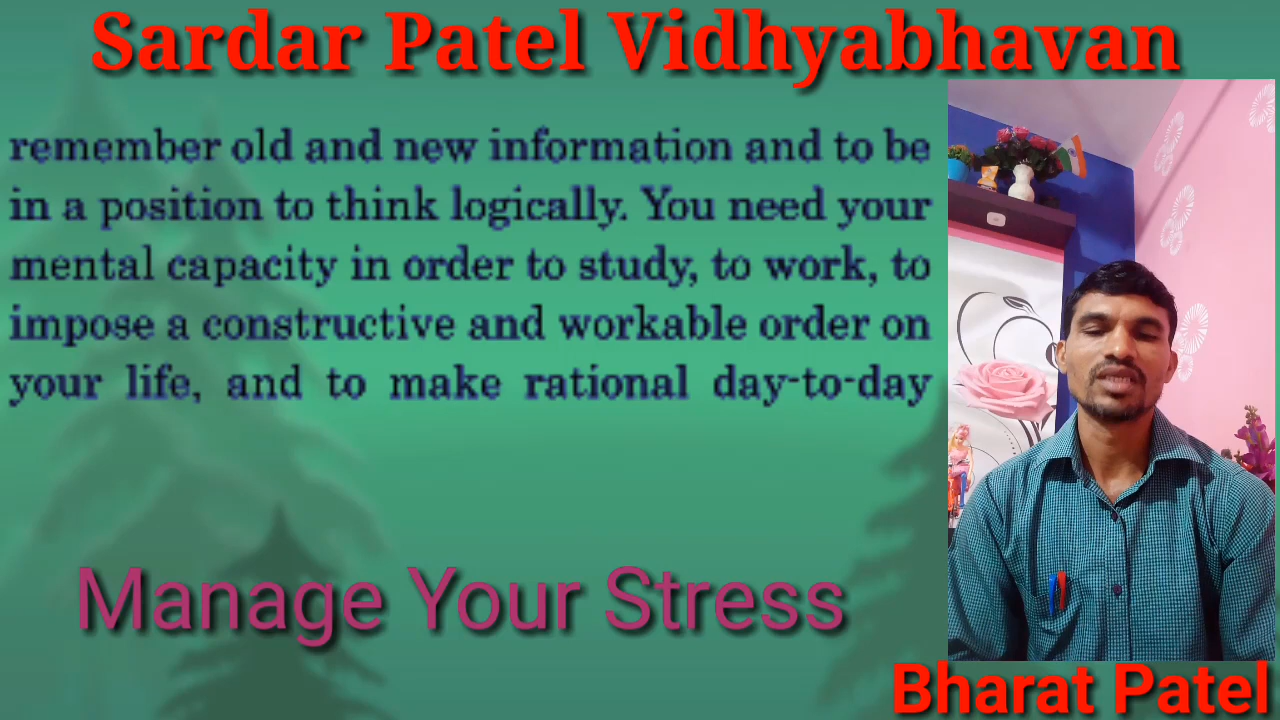 Sardar Patel Vidhyabhavan
remember old and new information and to be
in a position to think logically. You need your
mental capacity in order to study, to work, to
impose a constructive and workable order on
your life, and to make rational day-to-day
Manage Your Stress
Bharat Patel